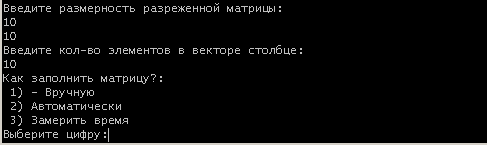 Введите размерность разреженной матрицы:
10
10
Введите кол-во элементов в векторе столбце:
10
Как заполнить матрицу?:
1) - Вручную
2) Автоматически
3) Замерить время
Выберите цифру: